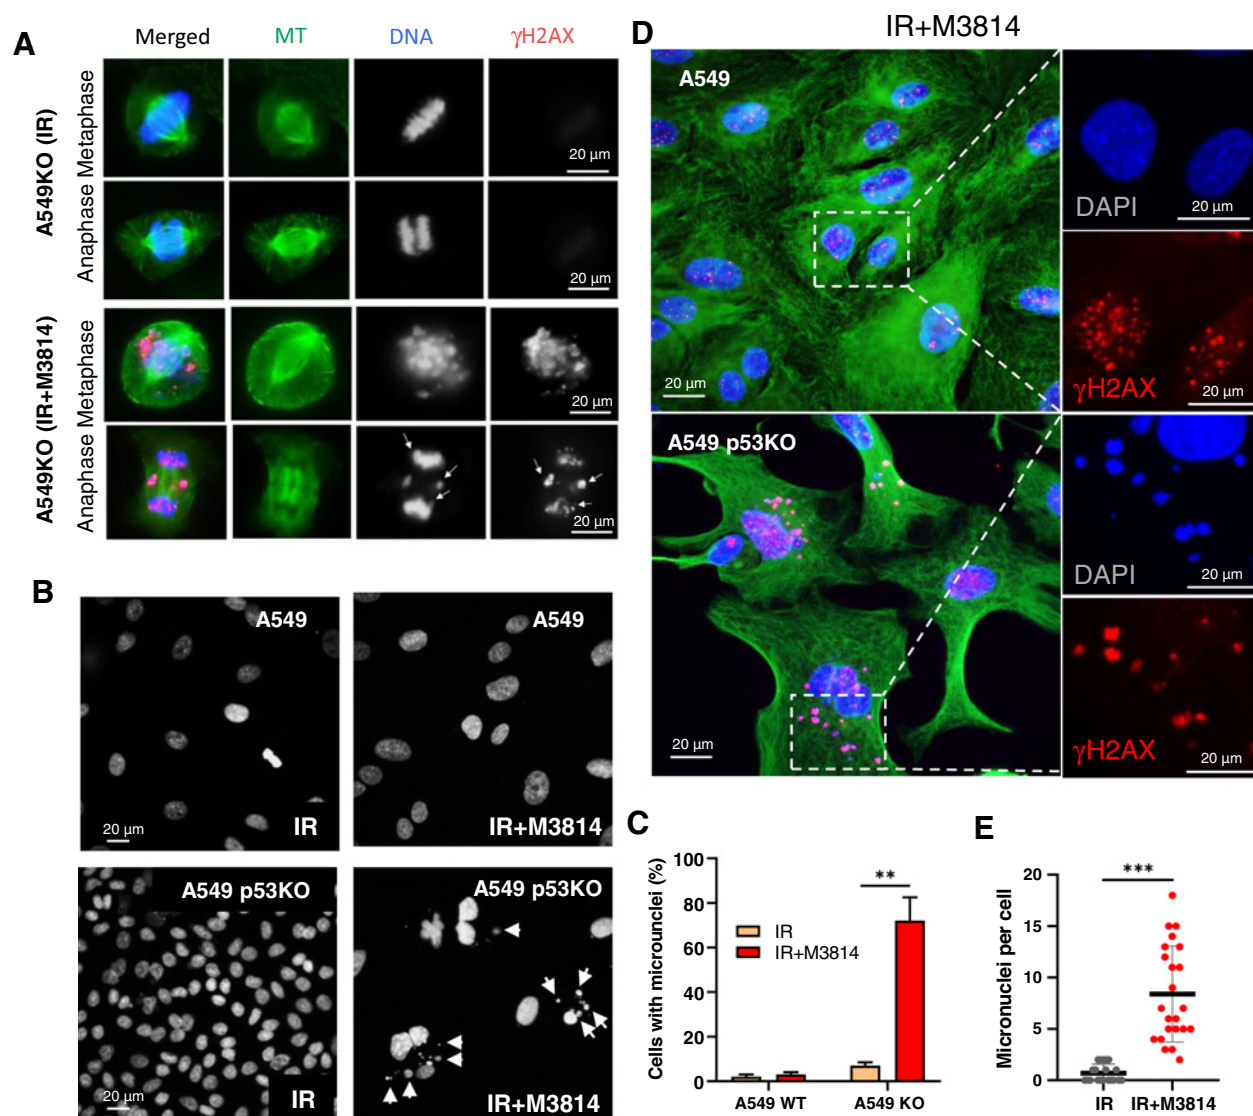 A
Merged
MT
DNA
γH2AX
A549KO (IR)
Metaphase
20 µm
Anaphase
20 µm
A549KO (IR+M3814)
Metaphase
20 µm
Anaphase
20 µm
B
A549
20 µm
IR
A549
IR+M3814
A549 p53KO
20 µm
IR
A549 p53KO
IR+M3814
D
IR+M3814
A549
20 µm
DAPI
20 µm
γH2AX
20 µm
A549 p53KO
20 µm
DAPI
20 µm
γH2AX
20 µm
C
Cells with microunclei (%)
100
80
60
40
20
0
**
IR
IR+M3814
A549 WT
A549 KO
E
Micronuclei per cell
20
15
10
5
0
***
IR
IR+M3814